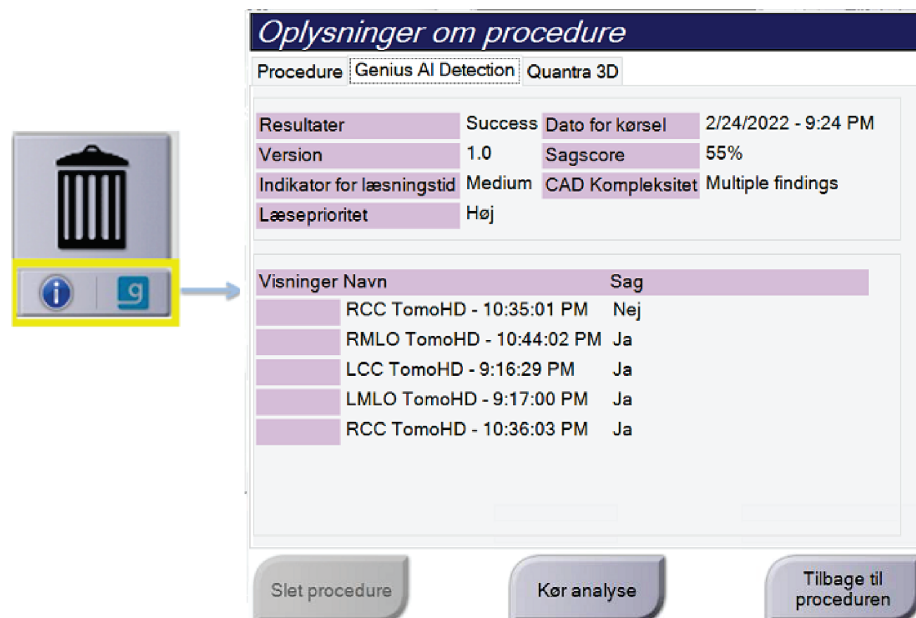 Oplysninger om procedure
Procedure Genius AI Detection Quantra 3D
Resultater Success Dato for kørsel 2/24/2022 - 9:24 PM
Version 1.0 Sagscore 55%
Indikator for læsningstid Medium CAD Kompleksitet Multiple findings
Læseprioritet Høj
i g
Visninger Navn Sag
RCC TomoHD - 10:35:01 PM Nej
RMLO TomoHD - 10:44:02 PM Ja
LCC TomoHD - 9:16:29 PM Ja
LMLO TomoHD - 9:17:00 PM Ja
RCC TomoHD - 10:36:03 PM Ja
Slet procedure Kør analyse Tilbage til
proceduren